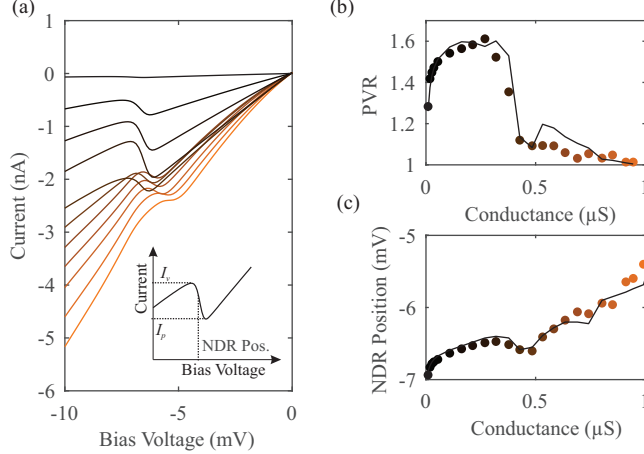 (a)
0
-1
-2
-3
-4
-5
-6
Current (nA)
-10
-5
0
Bias Voltage (mV)
Current
I_v
I_p
NDR Pos.
Bias Voltage
(b)
1.6
1.4
1.2
1
PVR
0
0.5
1
Conductance (μS)
(c)
-5
-6
-7
NDR Position (mV)
0
0.5
1
Conductance (μS)